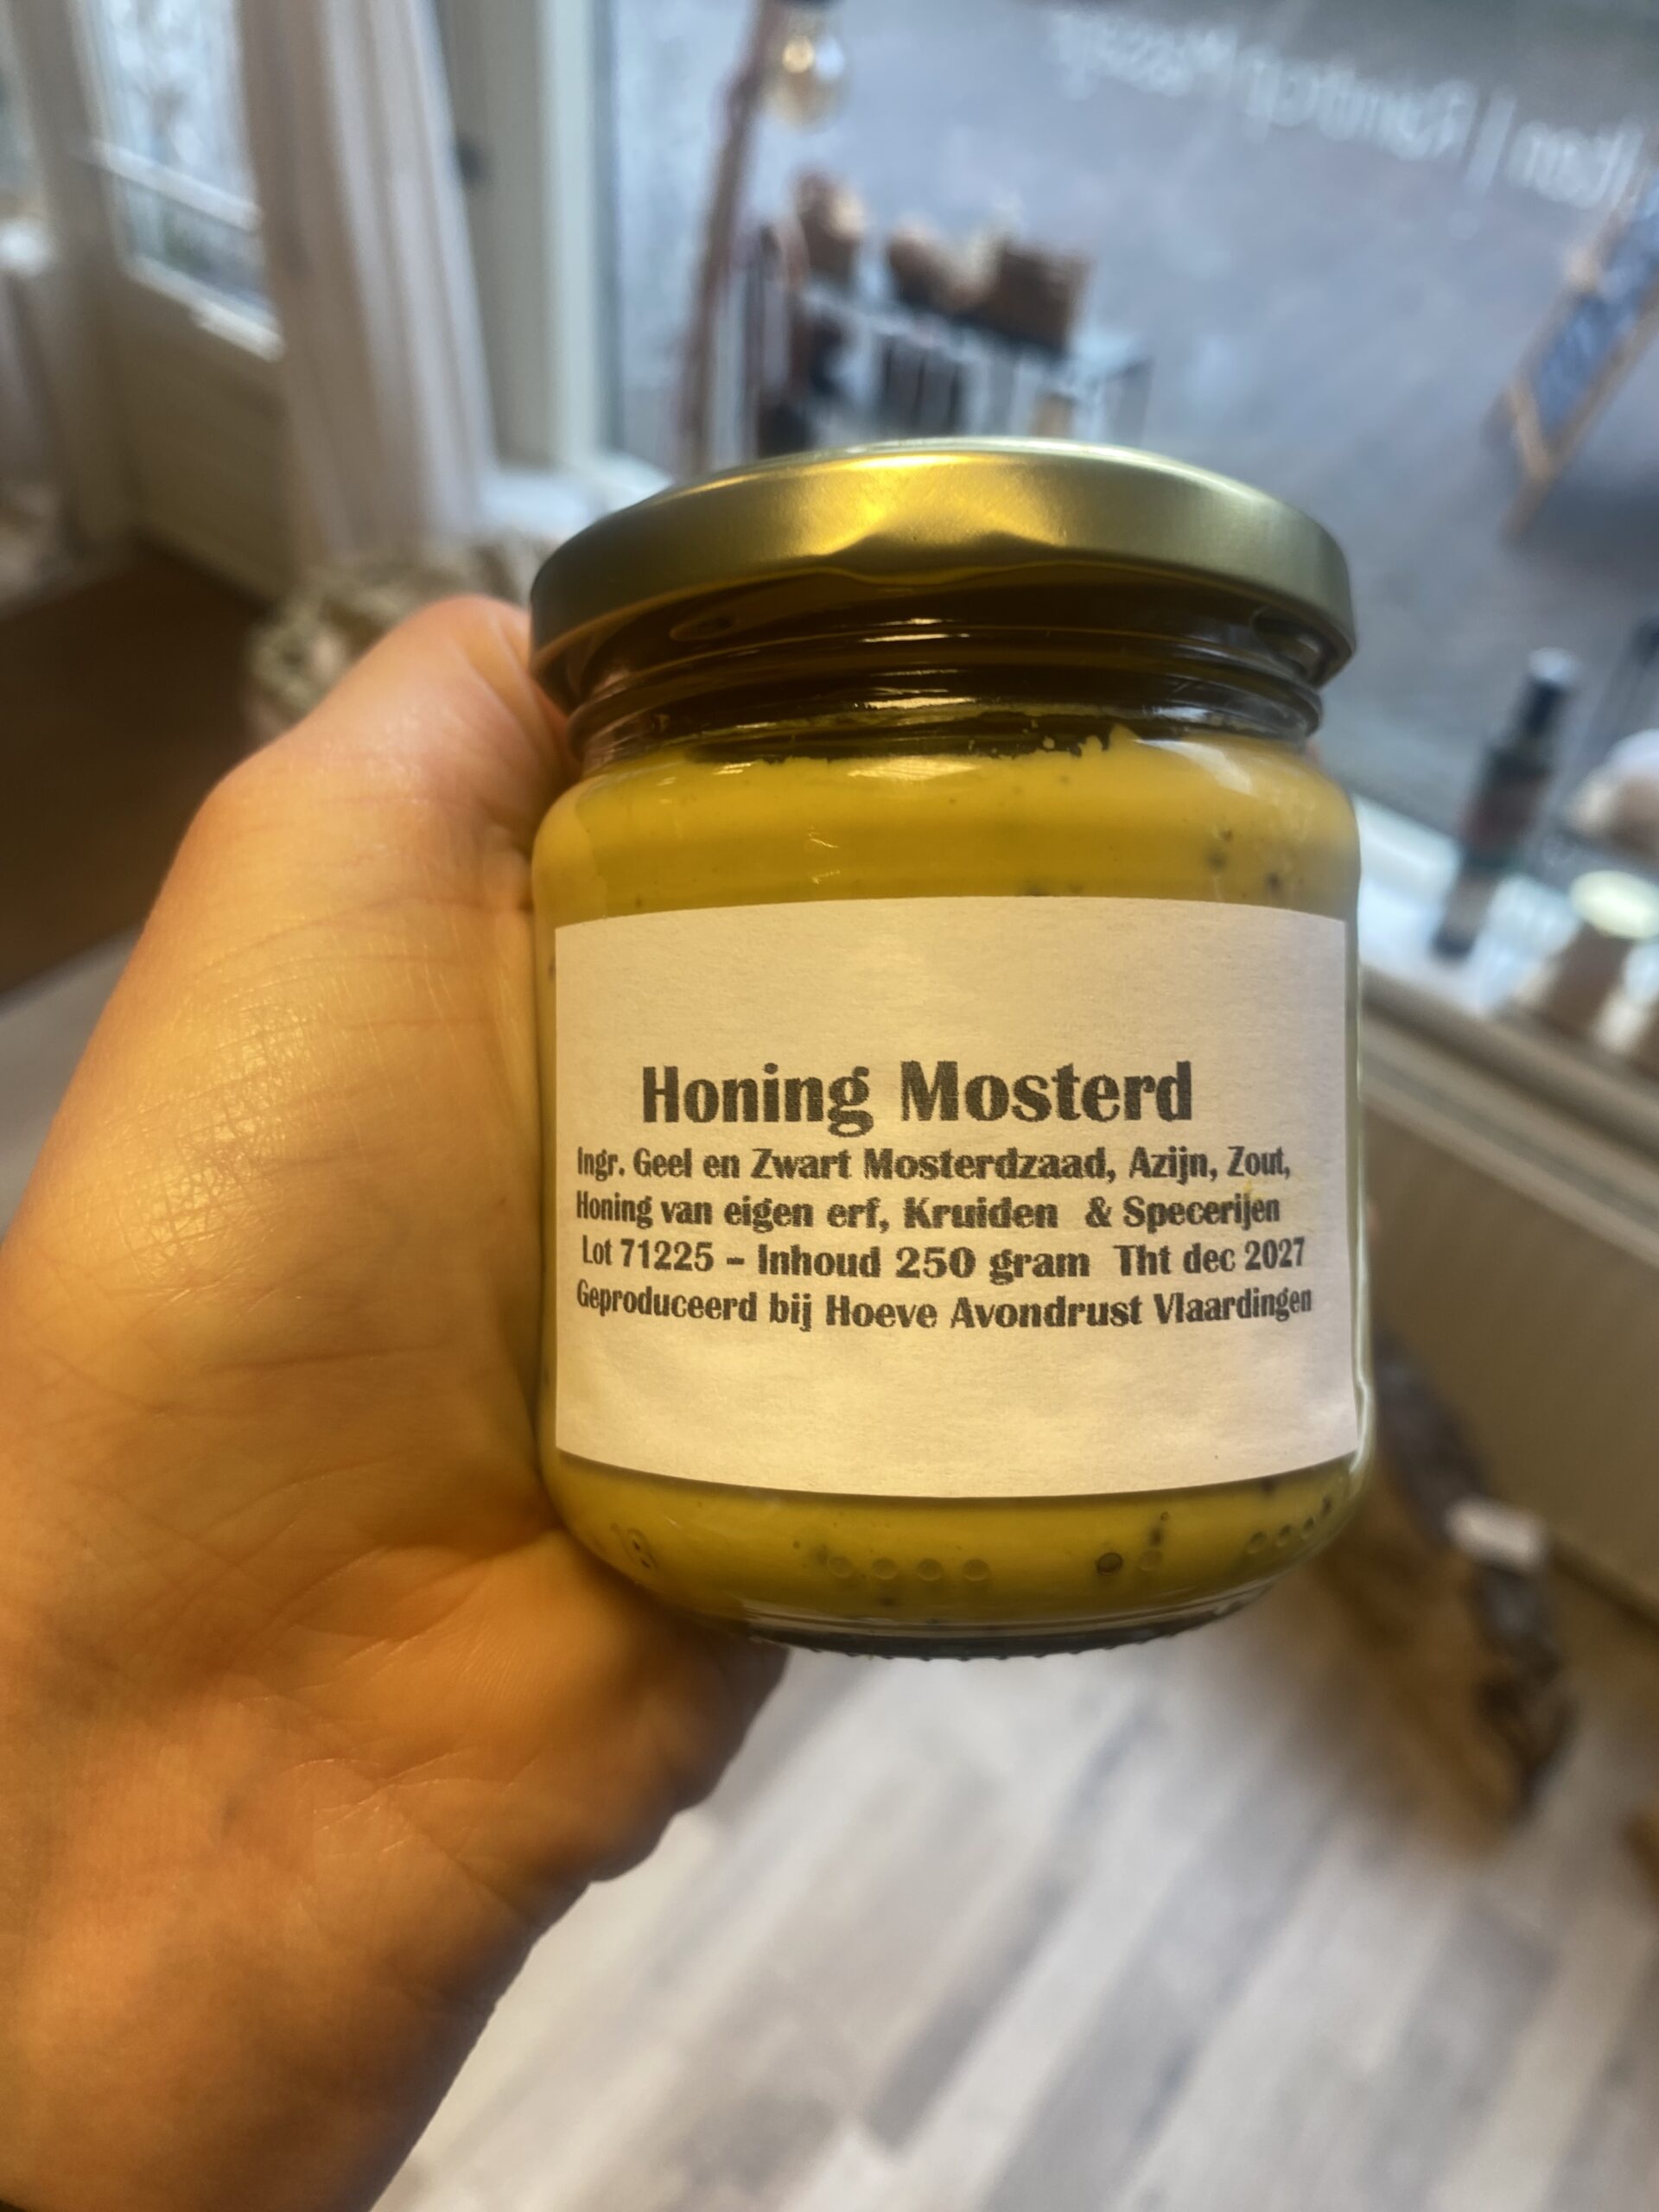 Honing Mosterd
Ingr. Geel en Zwart Mosterdzaad, Azijn, Zout,
Honing van eigen erf, Kruiden & Specerijen
Lot 71225 – Inhoud 250 gram Tht dec 2027
Geproduceerd bij Hoeve Avondrust Vlaardingen